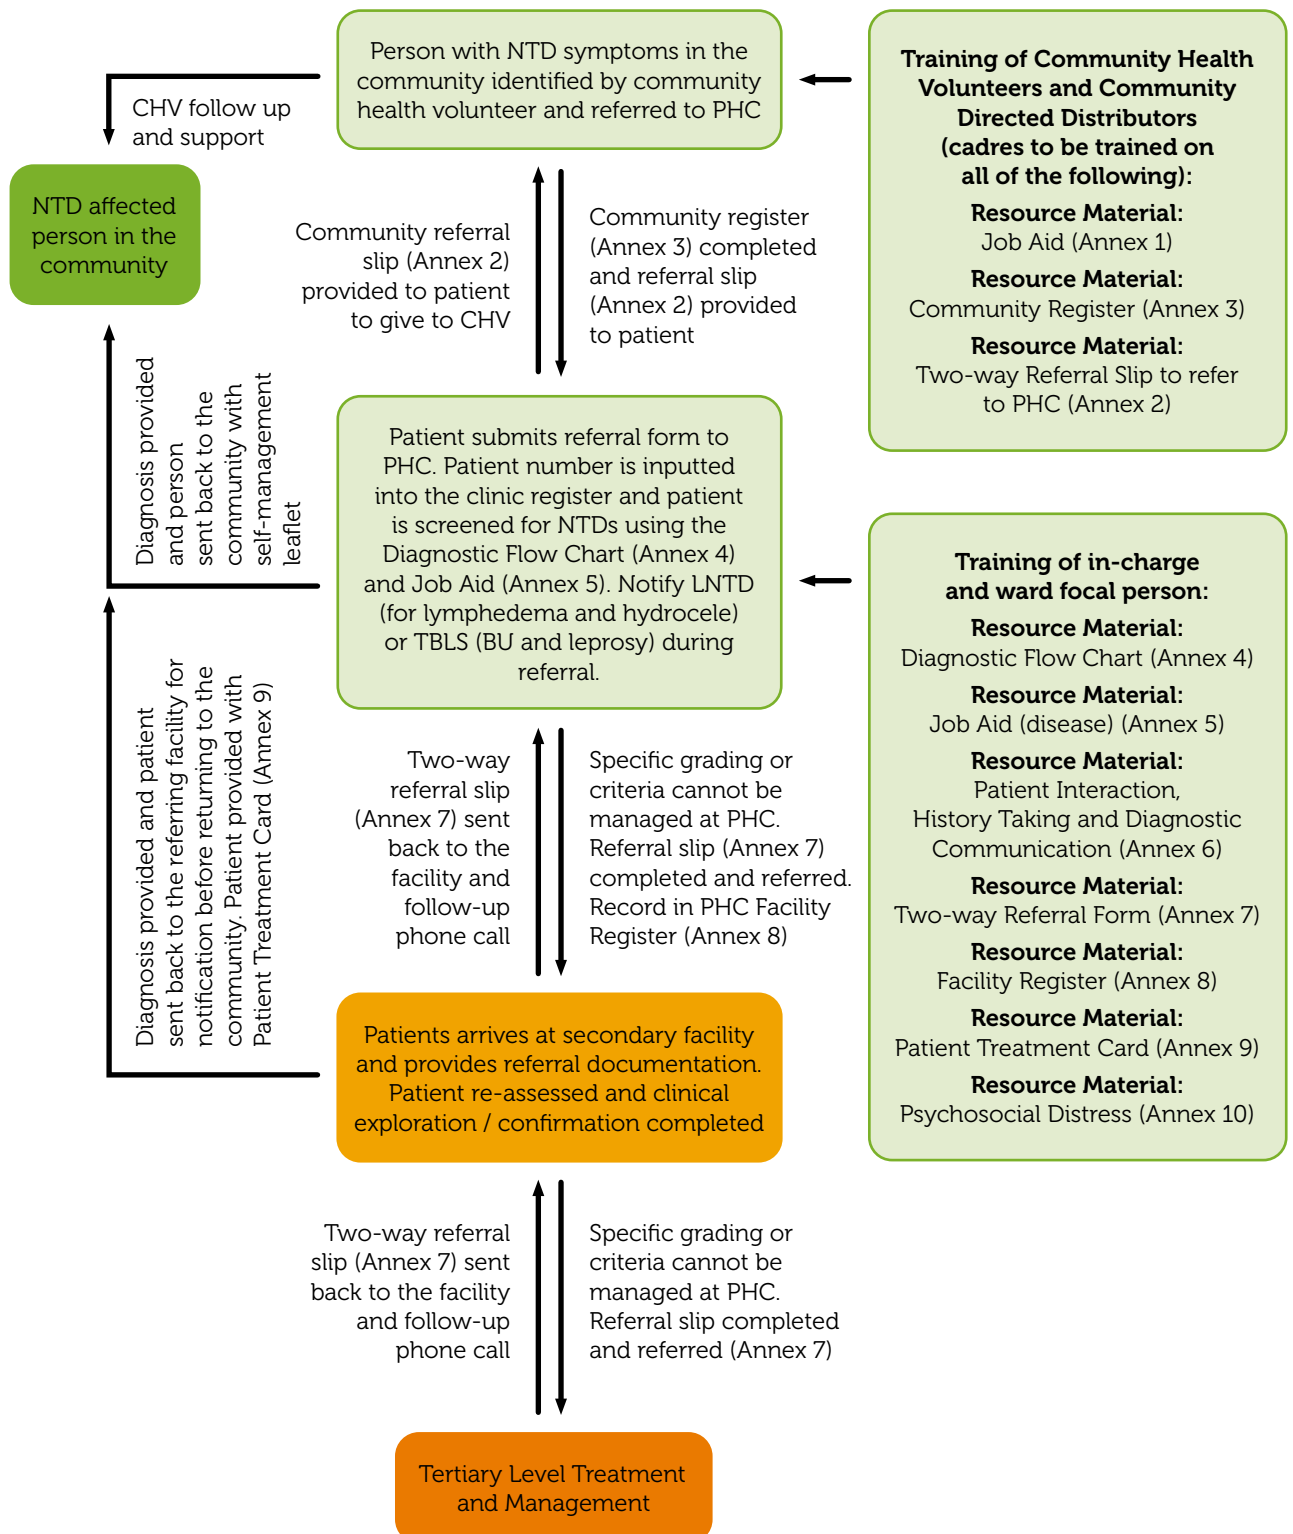 Person with NTD symptoms in the
community identified by community
health volunteer and referred to PHC
Training of Community Health
Volunteers and Community
Directed Distributors
(cadres to be trained on
all of the following):
Resource Material:
Job Aid (Annex 1)
Resource Material:
Community Register (Annex 3)
Resource Material:
Two-way Referral Slip to refer
to PHC (Annex 2)
CHV follow up
and support
NTD affected
person in the
community
Community referral
slip (Annex 2)
provided to patient
to give to CHV
Community register
(Annex 3) completed
and referral slip
(Annex 2) provided
to patient
Diagnosis provided
and person
sent back to the
community with
self-management
leaflet
Patient submits referral form to
PHC. Patient number is inputted
into the clinic register and patient
is screened for NTDs using the
Diagnostic Flow Chart (Annex 4)
and Job Aid (Annex 5). Notify LNTD
(for lymphedema and hydrocele)
or TBLS (BU and leprosy) during
referral.
Training of in-charge
and ward focal person:
Resource Material:
Diagnostic Flow Chart (Annex 4)
Resource Material:
Job Aid (disease) (Annex 5)
Resource Material:
Patient Interaction,
History Taking and Diagnostic
Communication (Annex 6)
Resource Material:
Two-way Referral Form (Annex 7)
Resource Material:
Facility Register (Annex 8)
Resource Material:
Patient Treatment Card (Annex 9)
Resource Material:
Psychosocial Distress (Annex 10)
Diagnosis provided and patient
sent back to the referring facility for
notification before returning to the
community. Patient provided with
Patient Treatment Card (Annex 9)
Two-way
referral slip
(Annex 7) sent
back to the
facility and
follow-up
phone call
Specific grading or
criteria cannot be
managed at PHC.
Referral slip (Annex 7)
completed and referred.
Record in PHC Facility
Register (Annex 8)
Patients arrives at secondary facility
and provides referral documentation.
Patient re-assessed and clinical
exploration / confirmation completed
Two-way referral
slip (Annex 7) sent
back to the facility
and follow-up
phone call
Specific grading or
criteria cannot be
managed at PHC.
Referral slip completed
and referred (Annex 7)
Tertiary Level Treatment
and Management